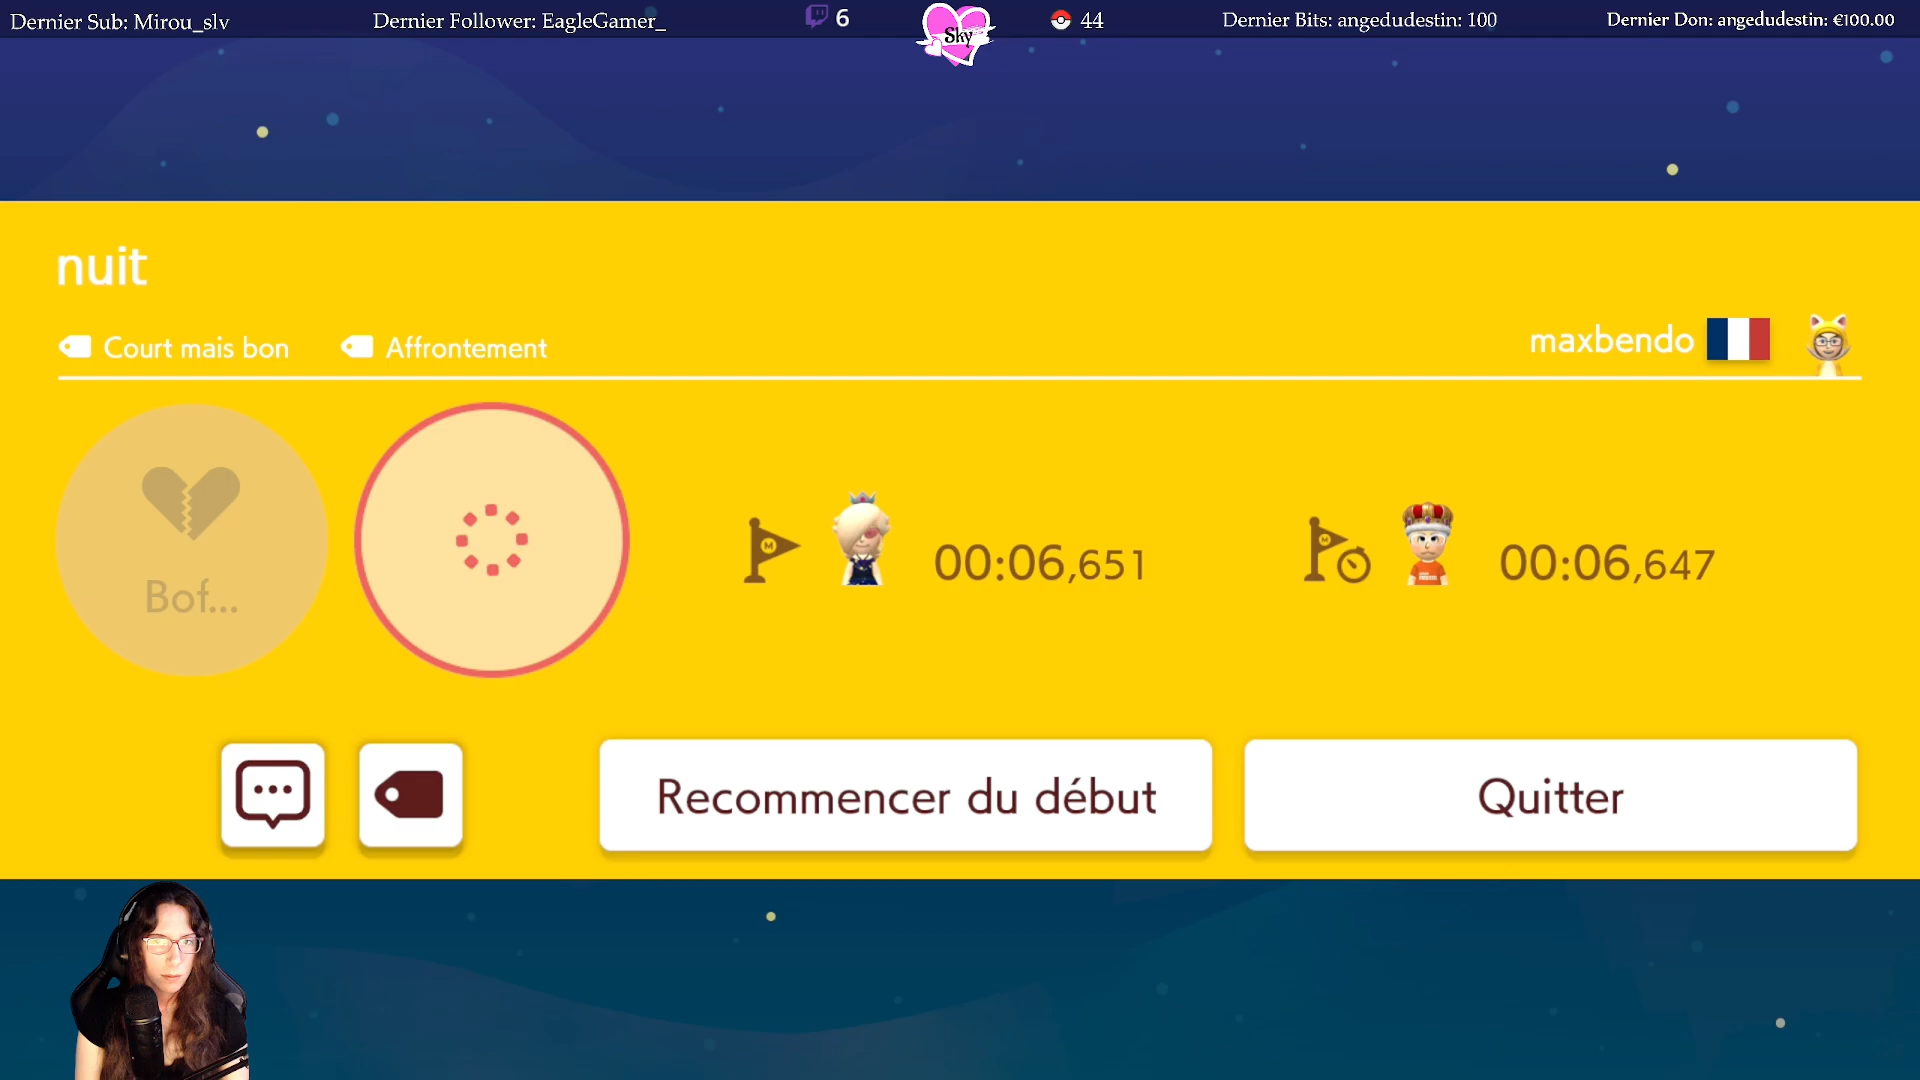 Dernier Sub: Mirou_slv
Dernier Follower: EagleGamer_
6
Sky
44
Dernier Bits: angedudestin: 100
Dernier Don: angedudestin: €100.00
nuit
Court mais bon
Affrontement
maxbendo
Bof...
M
00:06,651
M
00:06,647
Recommencer du début
Quitter